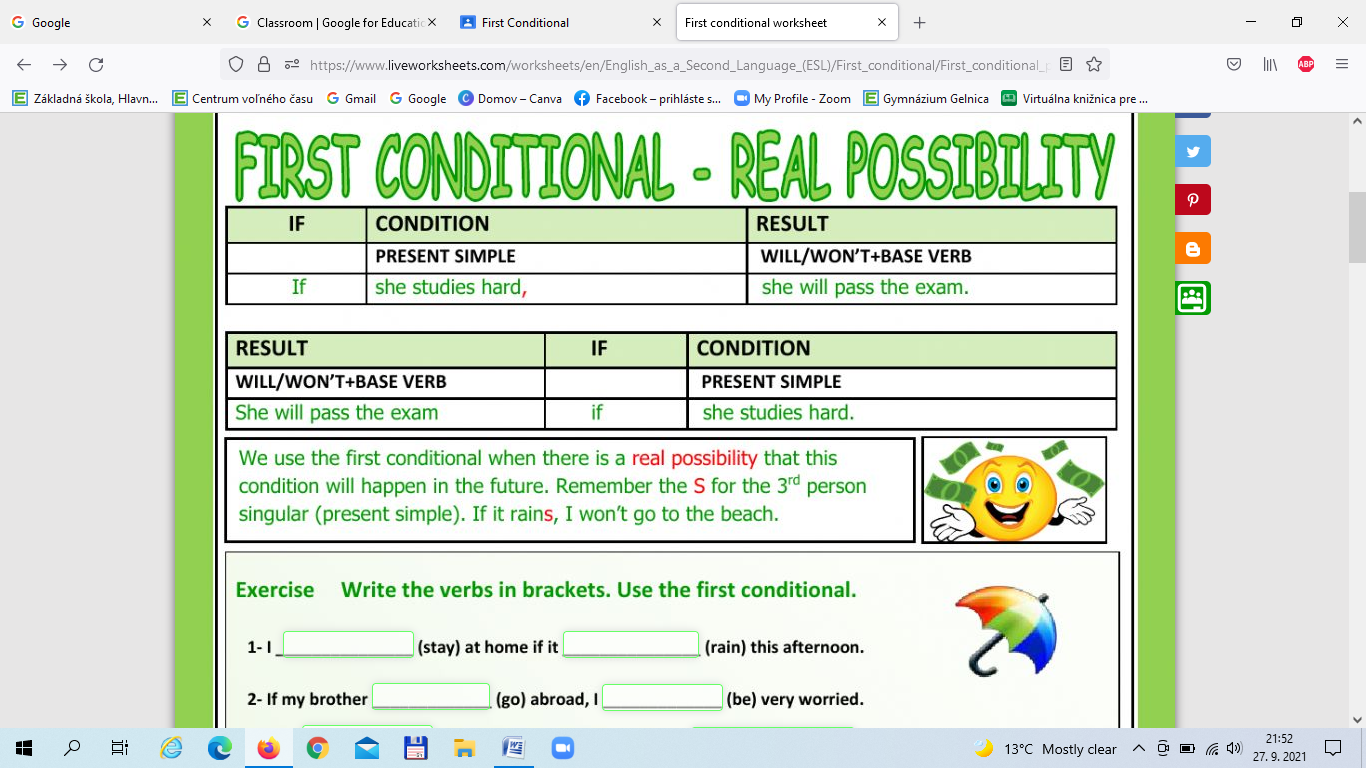 Google
Classroom | Google for Educatic
First Conditional
First conditional worksheet
https://www.liveworksheets.com/worksheets/en/English_as_a_Second_Language_(ESL)/First_conditional/First_conditional_
ABP
Základná škola, Hlavn... Centrum voľného času Gmail Google Domov – Canva Facebook – prihláste s... My Profile - Zoom Gymnázium Gelnica Virtuálna knižnica pre ...
FIRST CONDITIONAL - REAL POSSIBILITY
IF CONDITION RESULT
PRESENT SIMPLE WILL/WON'T+BASE VERB
If she studies hard, she will pass the exam.
RESULT IF CONDITION
WILL/WON'T+BASE VERB PRESENT SIMPLE
She will pass the exam if she studies hard.
We use the first conditional when there is a real possibility that this
condition will happen in the future. Remember the S for the 3rd person
singular (present simple). If it rains, I won't go to the beach.
Exercise Write the verbs in brackets. Use the first conditional.
1- I ______________ (stay) at home if it ______________ (rain) this afternoon.
2- If my brother ____________ (go) abroad, I ____________ (be) very worried.
13°C Mostly clear
21:52
27. 9. 2021